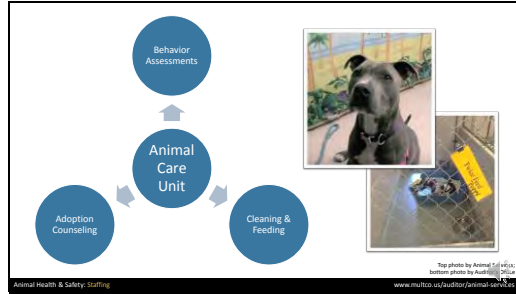 Behavior
Assessments
Animal
Care
Unit
Adoption
Counseling
Cleaning &
Feeding
Top photo by Animal Services;
bottom photo by Auditor's Office
Animal Health & Safety: Staffing
www.multco.us/auditor/animal-services